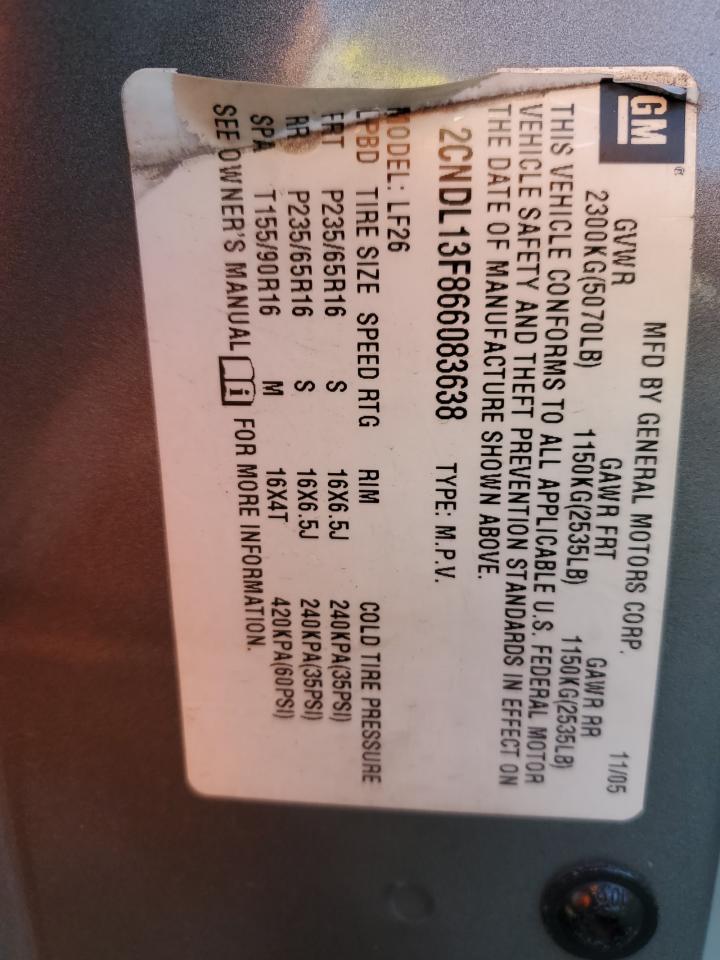 GM
®
MFD BY GENERAL MOTORS CORP. 11/05
GVWR GAWR FRT GAWR RR
2300KG(5070LB) 1150KG(2535LB) 1150KG(2535LB)
THIS VEHICLE CONFORMS TO ALL APPLICABLE U.S. FEDERAL MOTOR
VEHICLE SAFETY AND THEFT PREVENTION STANDARDS IN EFFECT ON
THE DATE OF MANUFACTURE SHOWN ABOVE.
2CNDL13F866083638 TYPE: M.P.V.
MODEL: LF26
LPBD TIRE SIZE SPEED RTG RIM COLD TIRE PRESSURE
FRT P235/65R16 S 16X6.5J 240KPA(35PSI)
RR P235/65R16 S 16X6.5J 240KPA(35PSI)
SPA T155/90R16 M 16X4T 420KPA(60PSI)
SEE OWNER'S MANUAL i FOR MORE INFORMATION.